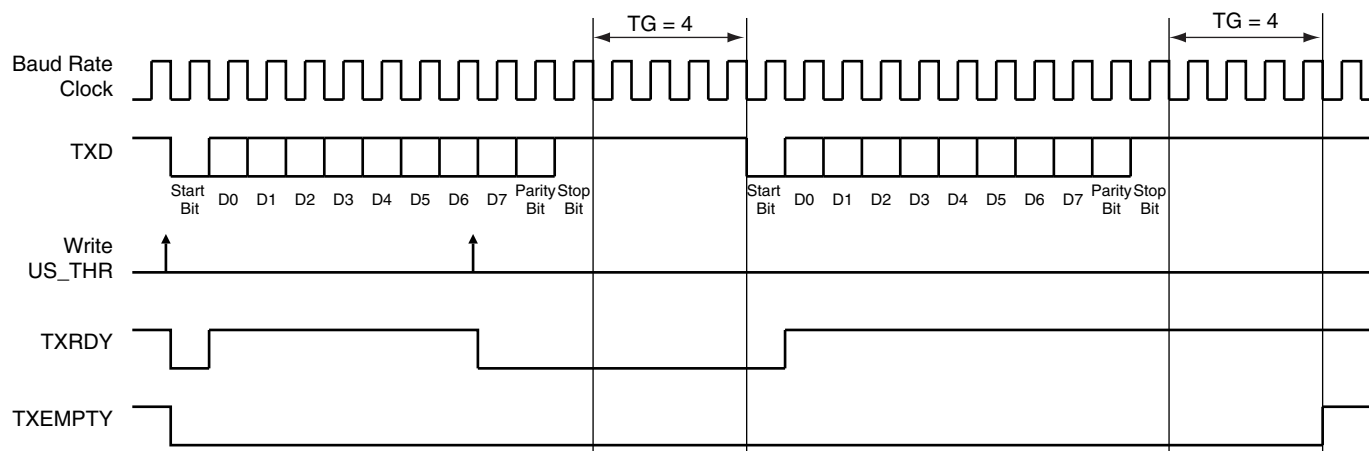 TG = 4
TG = 4
Baud Rate
Clock
TXD
Start
Bit
D0
D1
D2
D3
D4
D5
D6
D7
Parity
Bit
Stop
Bit
Start
Bit
D0
D1
D2
D3
D4
D5
D6
D7
Parity
Bit
Stop
Bit
Write
US_THR
TXRDY
TXEMPTY